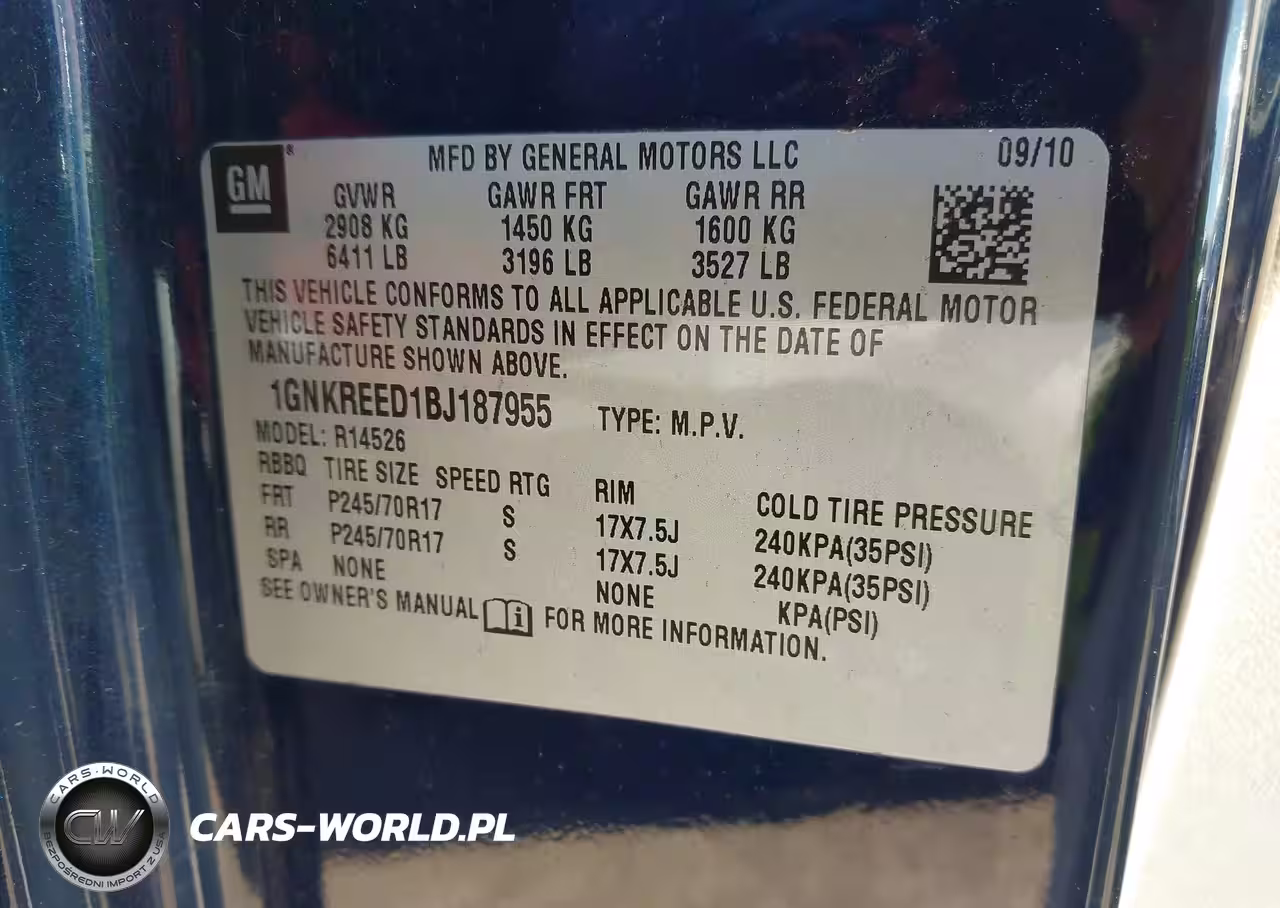 GM®
MFD BY GENERAL MOTORS LLC 09/10
GVWR GAWR FRT GAWR RR
2908 KG 1450 KG 1600 KG
6411 LB 3196 LB 3527 LB
THIS VEHICLE CONFORMS TO ALL APPLICABLE U.S. FEDERAL MOTOR
VEHICLE SAFETY STANDARDS IN EFFECT ON THE DATE OF
MANUFACTURE SHOWN ABOVE.
1GNKREED1BJ187955 TYPE: M.P.V.
MODEL: R14526
RBBQ TIRE SIZE SPEED RTG RIM COLD TIRE PRESSURE
FRT P245/70R17 S 17X7.5J 240KPA(35PSI)
RR P245/70R17 S 17X7.5J 240KPA(35PSI)
SPA NONE NONE KPA(PSI)
SEE OWNER'S MANUAL FOR MORE INFORMATION.
CARS-WORLD
CW
BEZPOŚREDNI IMPORT Z USA
CARS-WORLD.PL